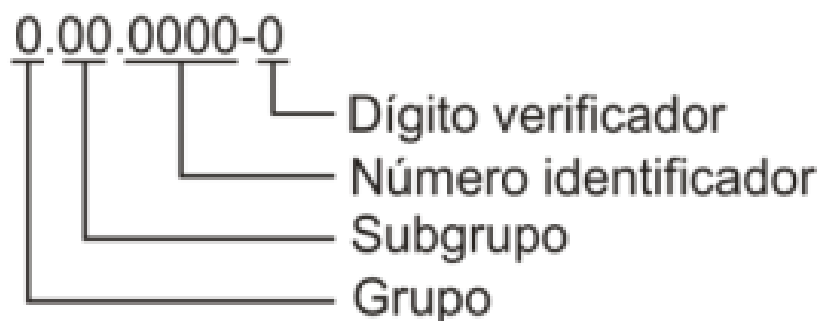 0.00.0000-0
Dígito verificador
Número identificador
Subgrupo
Grupo